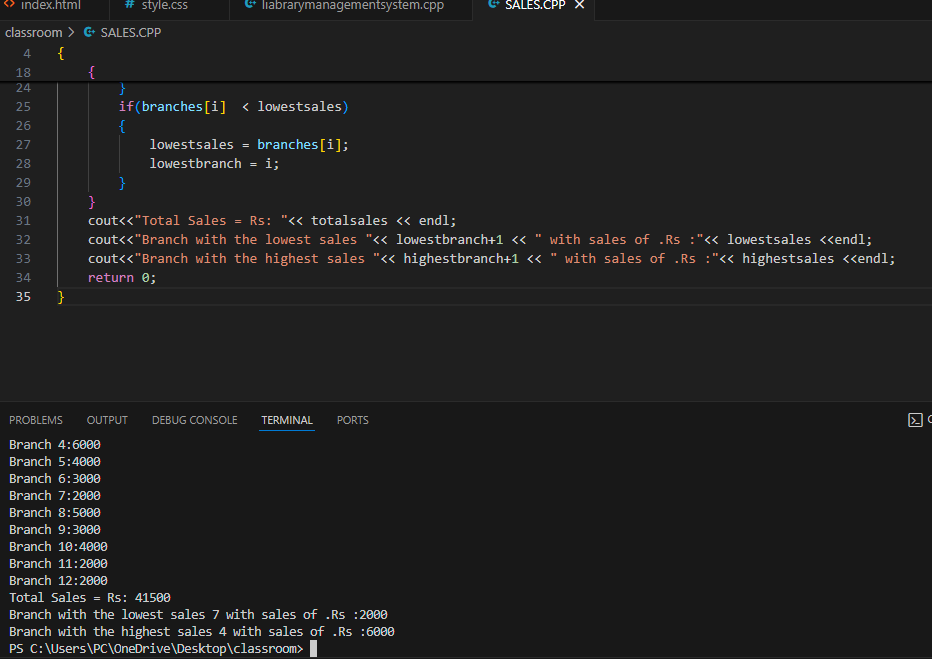 index.html # style.css liabrarymanagementsystem.cpp SALES.CPP
classroom > SALES.CPP
4 {
18 {
24 }
25 if(branches[i]  < lowestsales)
26 {
27 lowestsales = branches[i];
28 lowestbranch = i;
29 }
30 }
31 cout<<"Total Sales = Rs: "<< totalsales << endl;
32 cout<<"Branch with the lowest sales "<< lowestbranch+1 << " with sales of .Rs :"<< lowestsales <<endl;
33 cout<<"Branch with the highest sales "<< highestbranch+1 << " with sales of .Rs :"<< highestsales <<endl;
34 return 0;
35 }
PROBLEMS OUTPUT DEBUG CONSOLE TERMINAL PORTS
Branch 4:6000
Branch 5:4000
Branch 6:3000
Branch 7:2000
Branch 8:5000
Branch 9:3000
Branch 10:4000
Branch 11:2000
Branch 12:2000
Total Sales = Rs: 41500
Branch with the lowest sales 7 with sales of .Rs :2000
Branch with the highest sales 4 with sales of .Rs :6000
PS C:\Users\PC\OneDrive\Desktop\classroom>